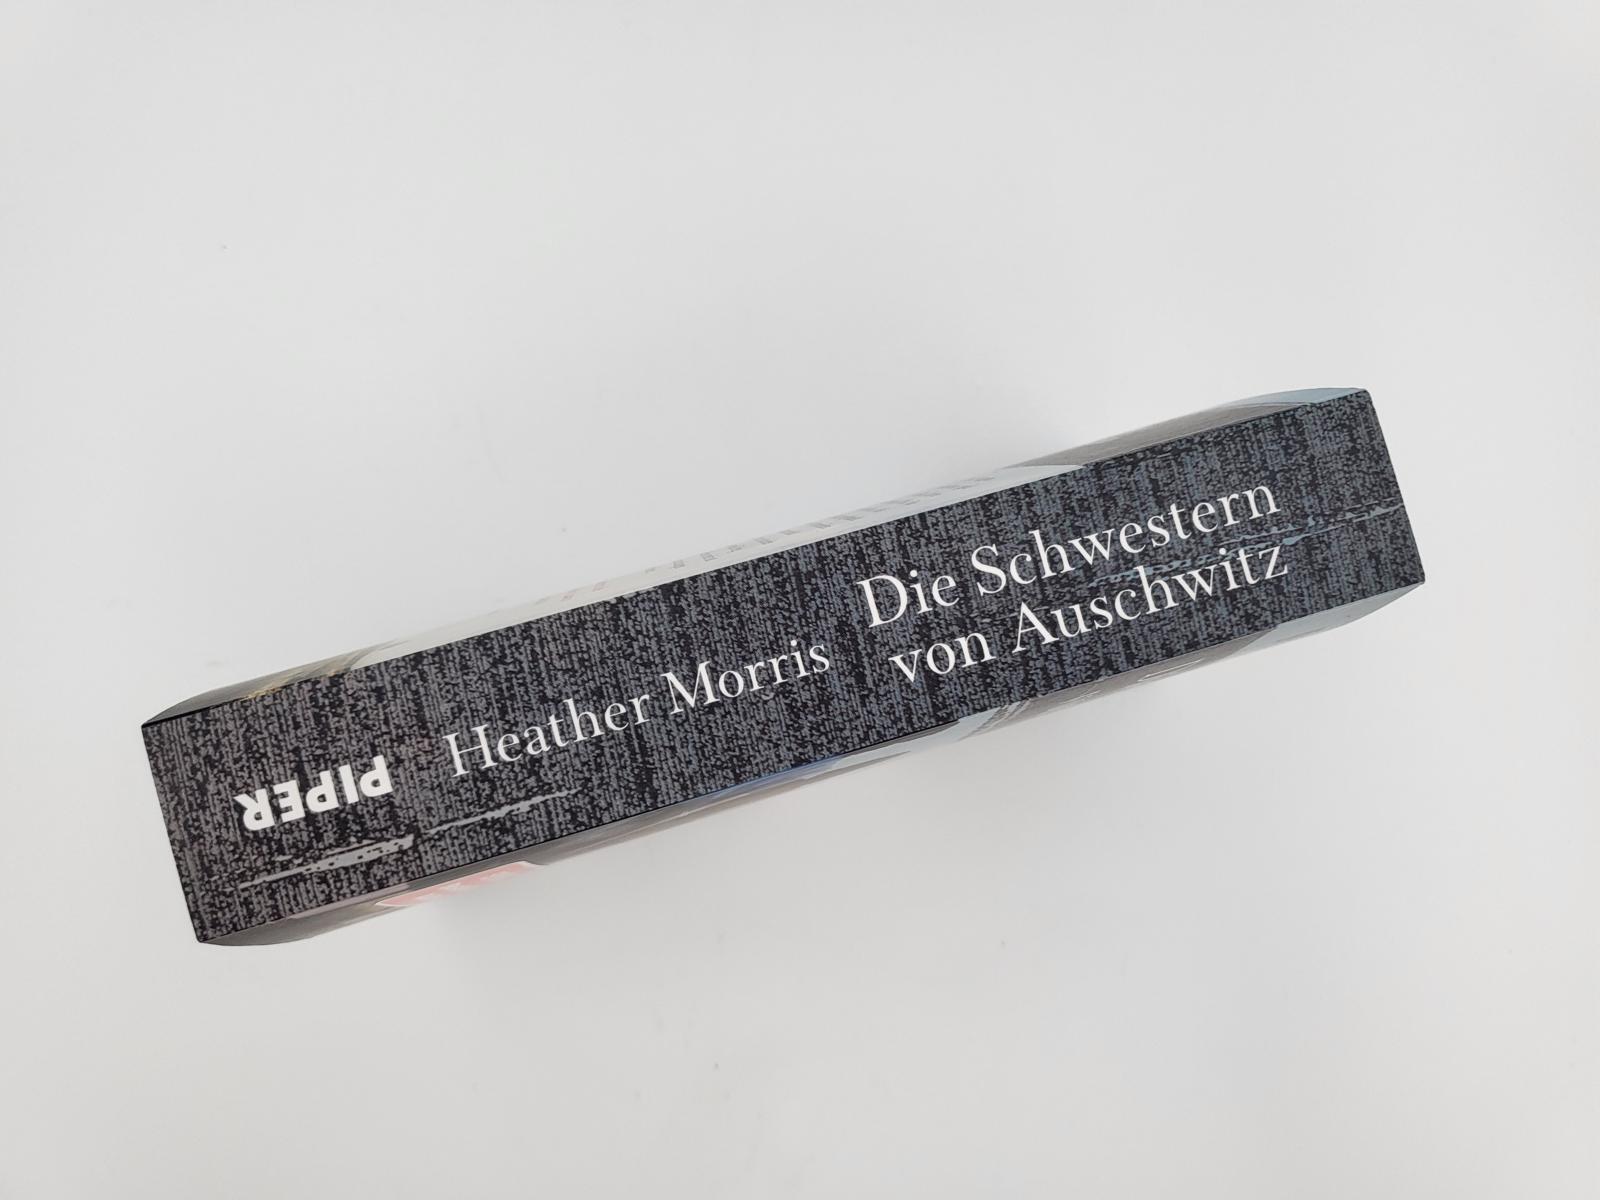 PIPER
Heather Morris
Die Schwestern
von Auschwitz